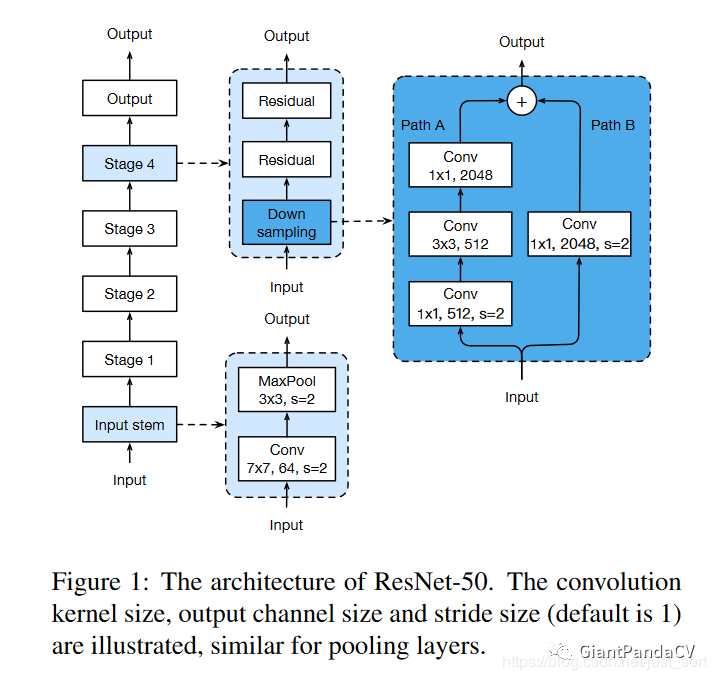 Output
Output
Stage 4
Stage 3
Stage 2
Stage 1
Input stem
Input
Output
Residual
Residual
Down
sampling
Input
Output
MaxPool
3x3, s=2
Conv
7x7, 64, s=2
Input
Output
+
Path A
Path B
Conv
1x1, 2048
Conv
3x3, 512
Conv
1x1, 512, s=2
Conv
1x1, 2048, s=2
Input
Figure 1: The architecture of ResNet-50. The convolution
kernel size, output channel size and stride size (default is 1)
are illustrated, similar for pooling layers.
GiantPandaCV
https://blog.csdn.net/just_sort